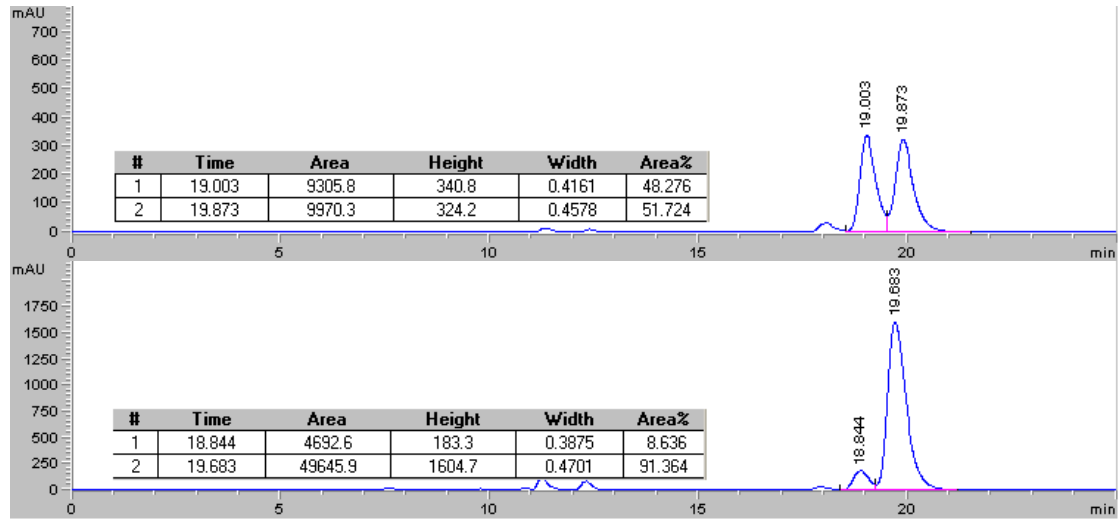 mAU
700
600
500
400
300
200
100
0
19.003
19.873
# Time Area Height Width Area%
1 19.003 9305.8 340.8 0.4161 48.276
2 19.873 9970.3 324.2 0.4578 51.724
0 5 10 15 20 min
mAU
1750
1500
1250
1000
750
500
250
0
18.844
19.683
# Time Area Height Width Area%
1 18.844 4692.6 183.3 0.3875 8.636
2 19.683 49645.9 1604.7 0.4701 91.364
0 5 10 15 20 min